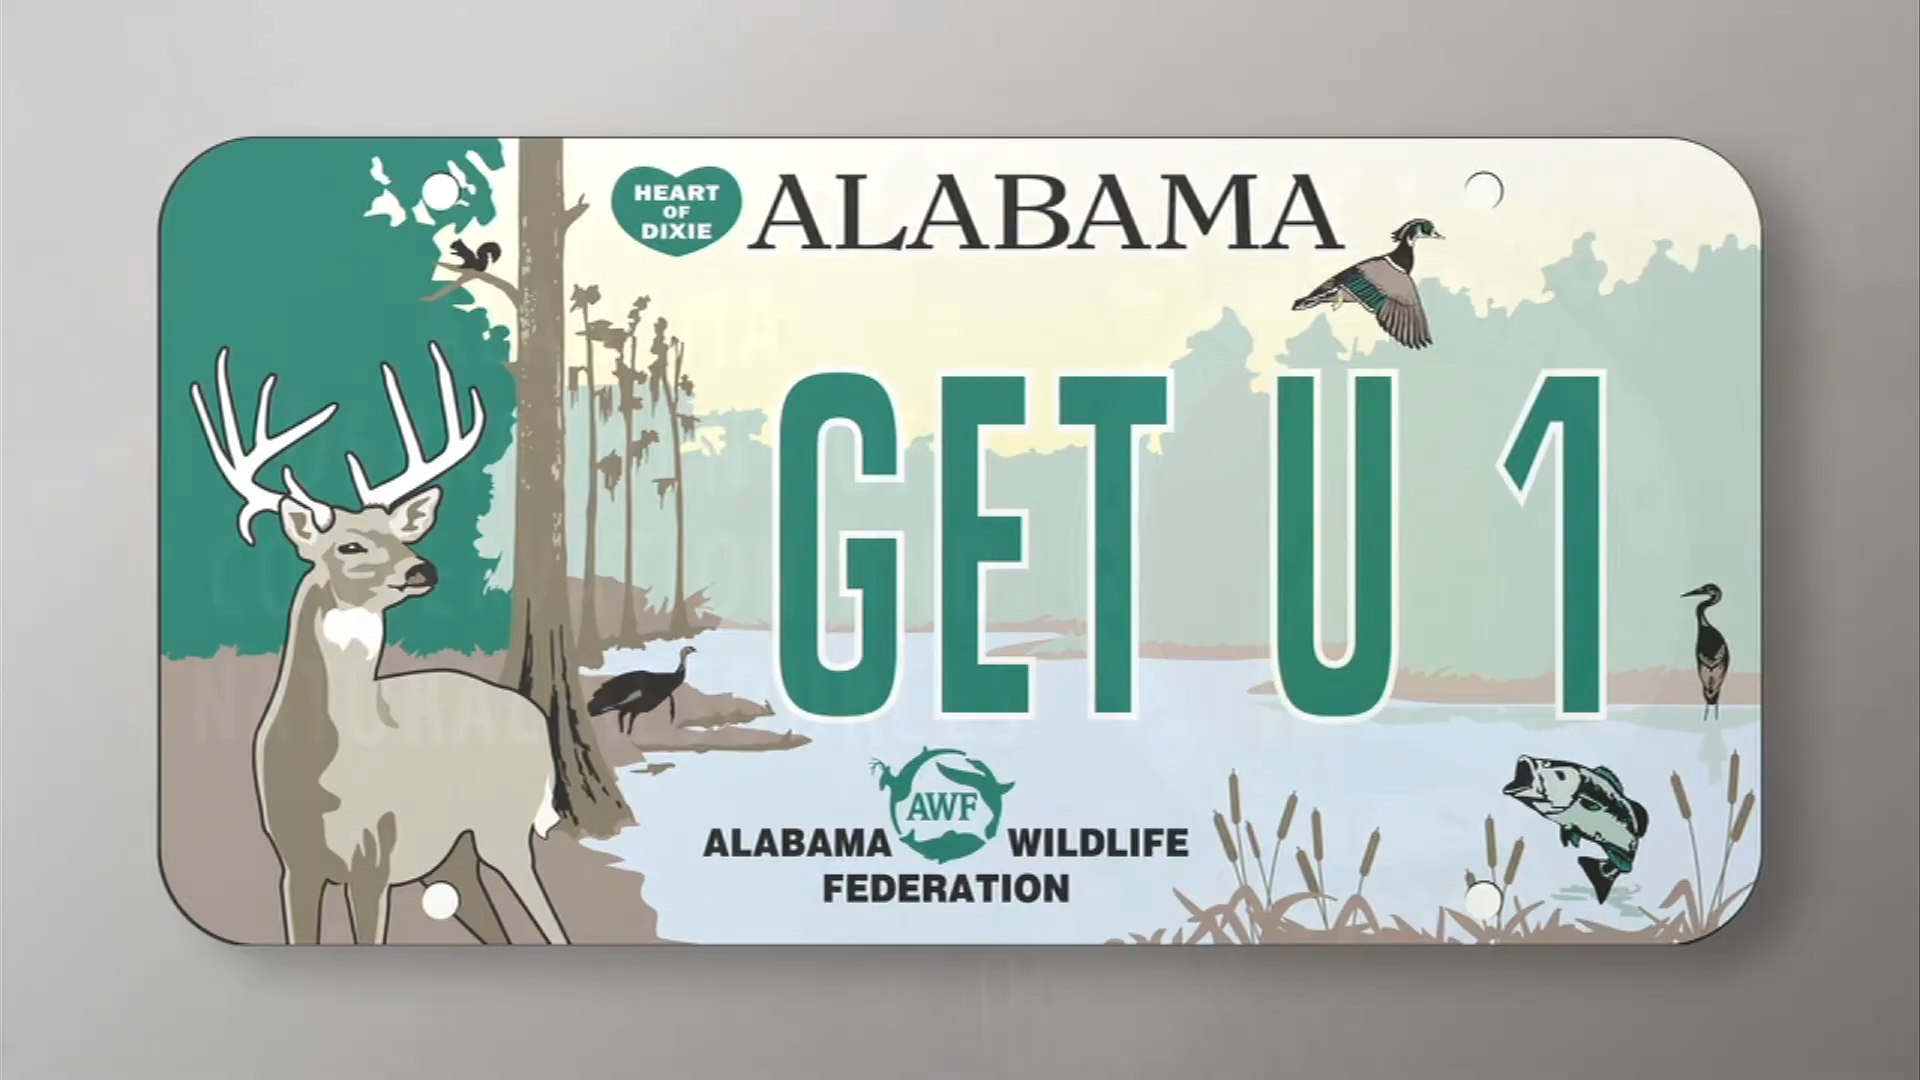 HEART
OF
DIXIE
ALABAMA
GET U 1
AWF
ALABAMA WILDLIFE
FEDERATION